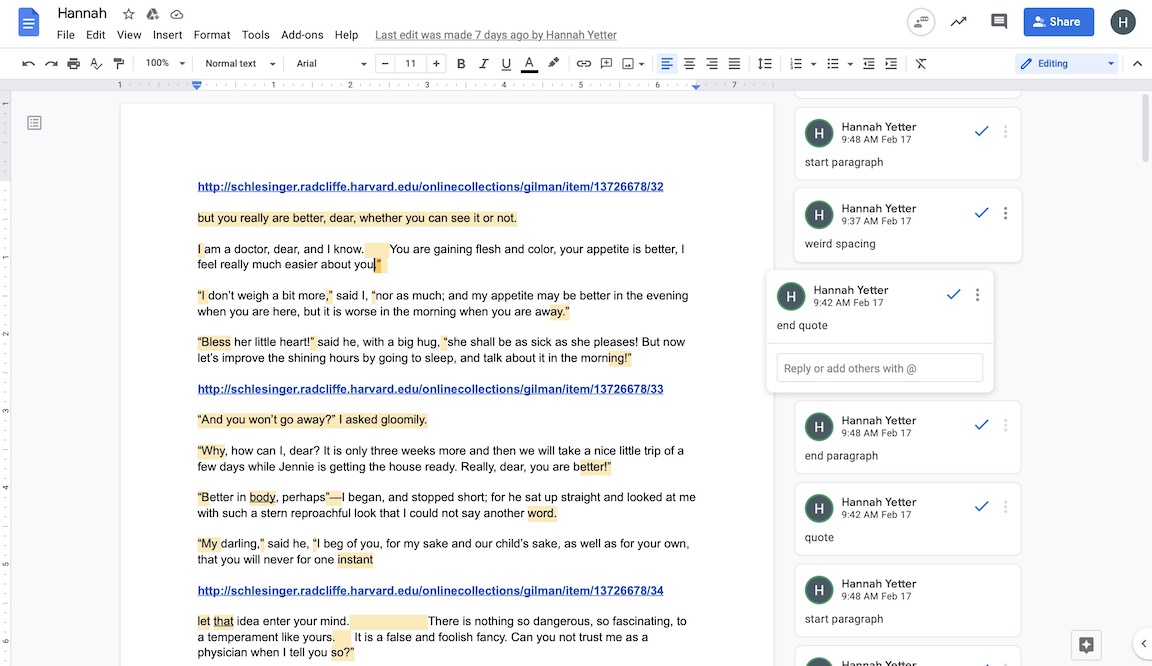 Hannah
File Edit View Insert Format Tools Add-ons Help Last edit was made 7 days ago by Hannah Yetter
Share
H
100% Normal text Arial 11 B I U A Editing
1 1 2 3 4 5 6 7
http://schlesinger.radcliffe.harvard.edu/onlinecollections/gilman/item/13726678/32
but you really are better, dear, whether you can see it or not.
I am a doctor, dear, and I know. You are gaining flesh and color, your appetite is better, I
feel really much easier about you.”
“I don’t weigh a bit more,” said I, “nor as much; and my appetite may be better in the evening
when you are here, but it is worse in the morning when you are away.”
“Bless her little heart!” said he, with a big hug, “she shall be as sick as she pleases! But now
let’s improve the shining hours by going to sleep, and talk about it in the morning!”
http://schlesinger.radcliffe.harvard.edu/onlinecollections/gilman/item/13726678/33
“And you won’t go away?” I asked gloomily.
“Why, how can I, dear? It is only three weeks more and then we will take a nice little trip of a
few days while Jennie is getting the house ready. Really, dear, you are better!”
“Better in body, perhaps”—I began, and stopped short; for he sat up straight and looked at me
with such a stern reproachful look that I could not say another word.
“My darling,” said he, “I beg of you, for my sake and our child’s sake, as well as for your own,
that you will never for one instant
http://schlesinger.radcliffe.harvard.edu/onlinecollections/gilman/item/13726678/34
let that idea enter your mind. There is nothing so dangerous, so fascinating, to
a temperament like yours. It is a false and foolish fancy. Can you not trust me as a
physician when I tell you so?”
H
Hannah Yetter
9:48 AM Feb 17
start paragraph
H
Hannah Yetter
9:37 AM Feb 17
weird spacing
H
Hannah Yetter
9:42 AM Feb 17
end quote
Reply or add others with @
H
Hannah Yetter
9:48 AM Feb 17
end paragraph
H
Hannah Yetter
9:42 AM Feb 17
quote
H
Hannah Yetter
9:48 AM Feb 17
start paragraph
H
Hannah Yetter
1
1
2
3
4
5
6